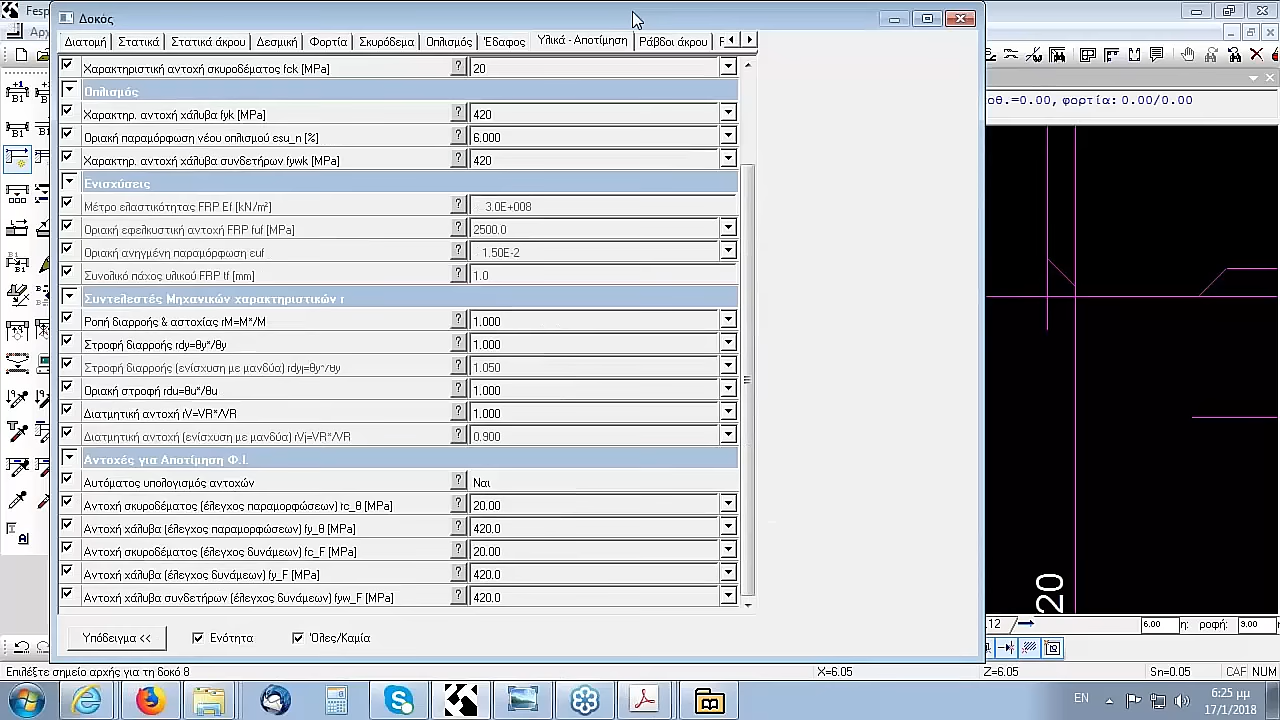 Fesp
Δοκός
Αρχ
Διατομή Στατικά Στατικά άκρου Δεσμική Φορτία Σκυρόδεμα Οπλισμός Έδαφος Υλικά - Αποτίμηση Ράβδοι άκρου
Χαρακτηριστική αντοχή σκυροδέματος fck [MPa] ? 20
Οπλισμός
Χαρακτηρ. αντοχή χάλυβα fyk [MPa] ? 420
Οριακή παραμόρφωση νέου οπλισμού esu_n [%] ? 6.000
Χαρακτηρ. αντοχή χάλυβα συνδετήρων fywk [MPa] ? 420
Ενισχύσεις
Μέτρο ελαστικότητας FRP Ef [kN/m²] ? 3.0E+008
Οριακή εφελκυστική αντοχή FRP fuf [MPa] ? 2500.0
Οριακή ανηγμένη παραμόρφωση euf ? 1.50E-2
Συνολικό πάχος υλικού FRP tf [mm] ? 1.0
Συντελεστές Μηχανικών χαρακτηριστικών r
Ροπή διαρροής & αστοχίας rM=M*/M ? 1.000
Στροφή διαρροής rdy=θy*/θy ? 1.000
Στροφή διαρροής (ενίσχυση με μανδύα) rdyj=θy*/θy ? 1.050
Οριακή στροφή rdu=θu*/θu ? 1.000
Διατμητική αντοχή rV=VR*/VR ? 1.000
Διατμητική αντοχή (ενίσχυση με μανδύα) rVj=VR*/VR ? 0.900
Αντοχές για Αποτίμηση Φ.Ι.
Αυτόματος υπολογισμός αντοχών ? Ναι
Αντοχή σκυροδέματος (έλεγχος παραμορφώσεων) fc_θ [MPa] ? 20.00
Αντοχή χάλυβα (έλεγχος παραμορφώσεων) fy_θ [MPa] ? 420.0
Αντοχή σκυροδέματος (έλεγχος δυνάμεων) fc_F [MPa] ? 20.00
Αντοχή χάλυβα (έλεγχος δυνάμεων) fy_F [MPa] ? 420.0
Αντοχή χάλυβα συνδετήρων (έλεγχος δυνάμεων) fyw_F [MPa] ? 420.0
Υπόδειγμα << Ενότητα Όλες/Καμία
οθ.=0.00, φορτία: 0.00/0.00
20
.12 6.00 η: ροφή: 3.00
Επιλέξτε σημείο αρχής για τη δοκό 8 X=6.05 Z=6.05 Sn=0.05 CAF NUM
EN 6:25 μμ
17/1/2018